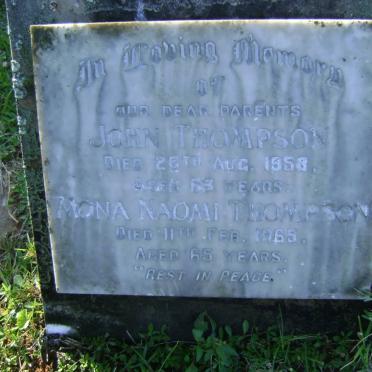 In Loving Memory
of
OUR DEAR PARENTS
JOHN THOMPSON
DIED 28TH AUG. 1958,
AGED 63 YEARS.
MONA NAOMI THOMPSON
DIED 11TH FEB. 1965,
AGED 65 YEARS.
"REST IN PEACE."